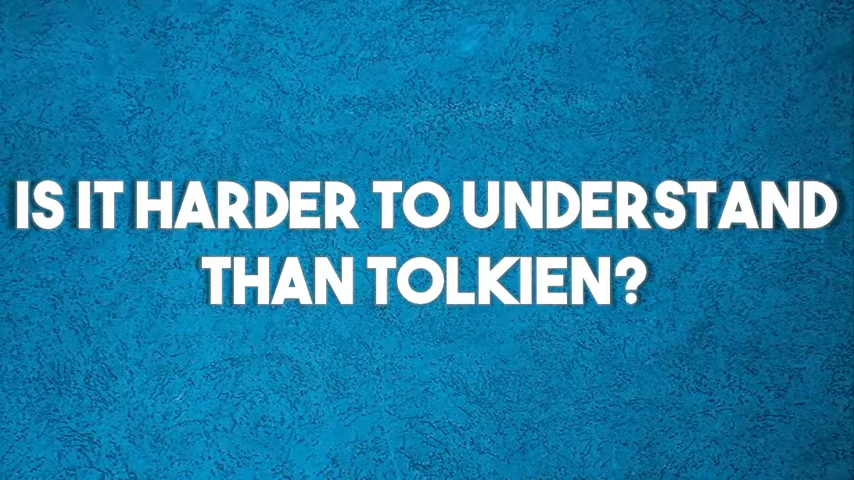 IS IT HARDER TO UNDERSTAND
THAN TOLKIEN?